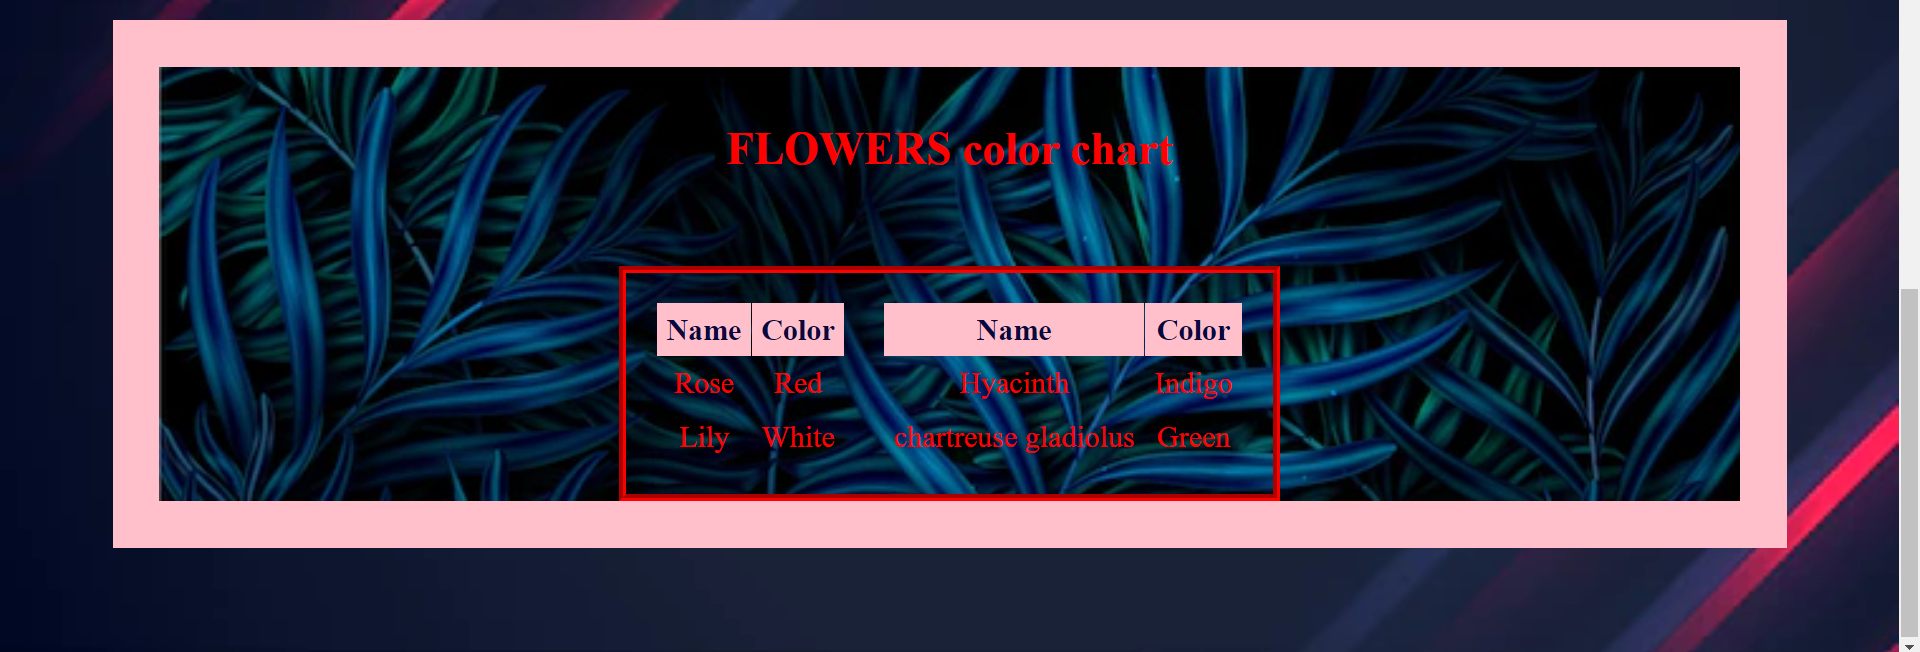 FLOWERS color chart
Name Color Name Color
Rose Red Hyacinth Indigo
Lily White chartreuse gladiolus Green